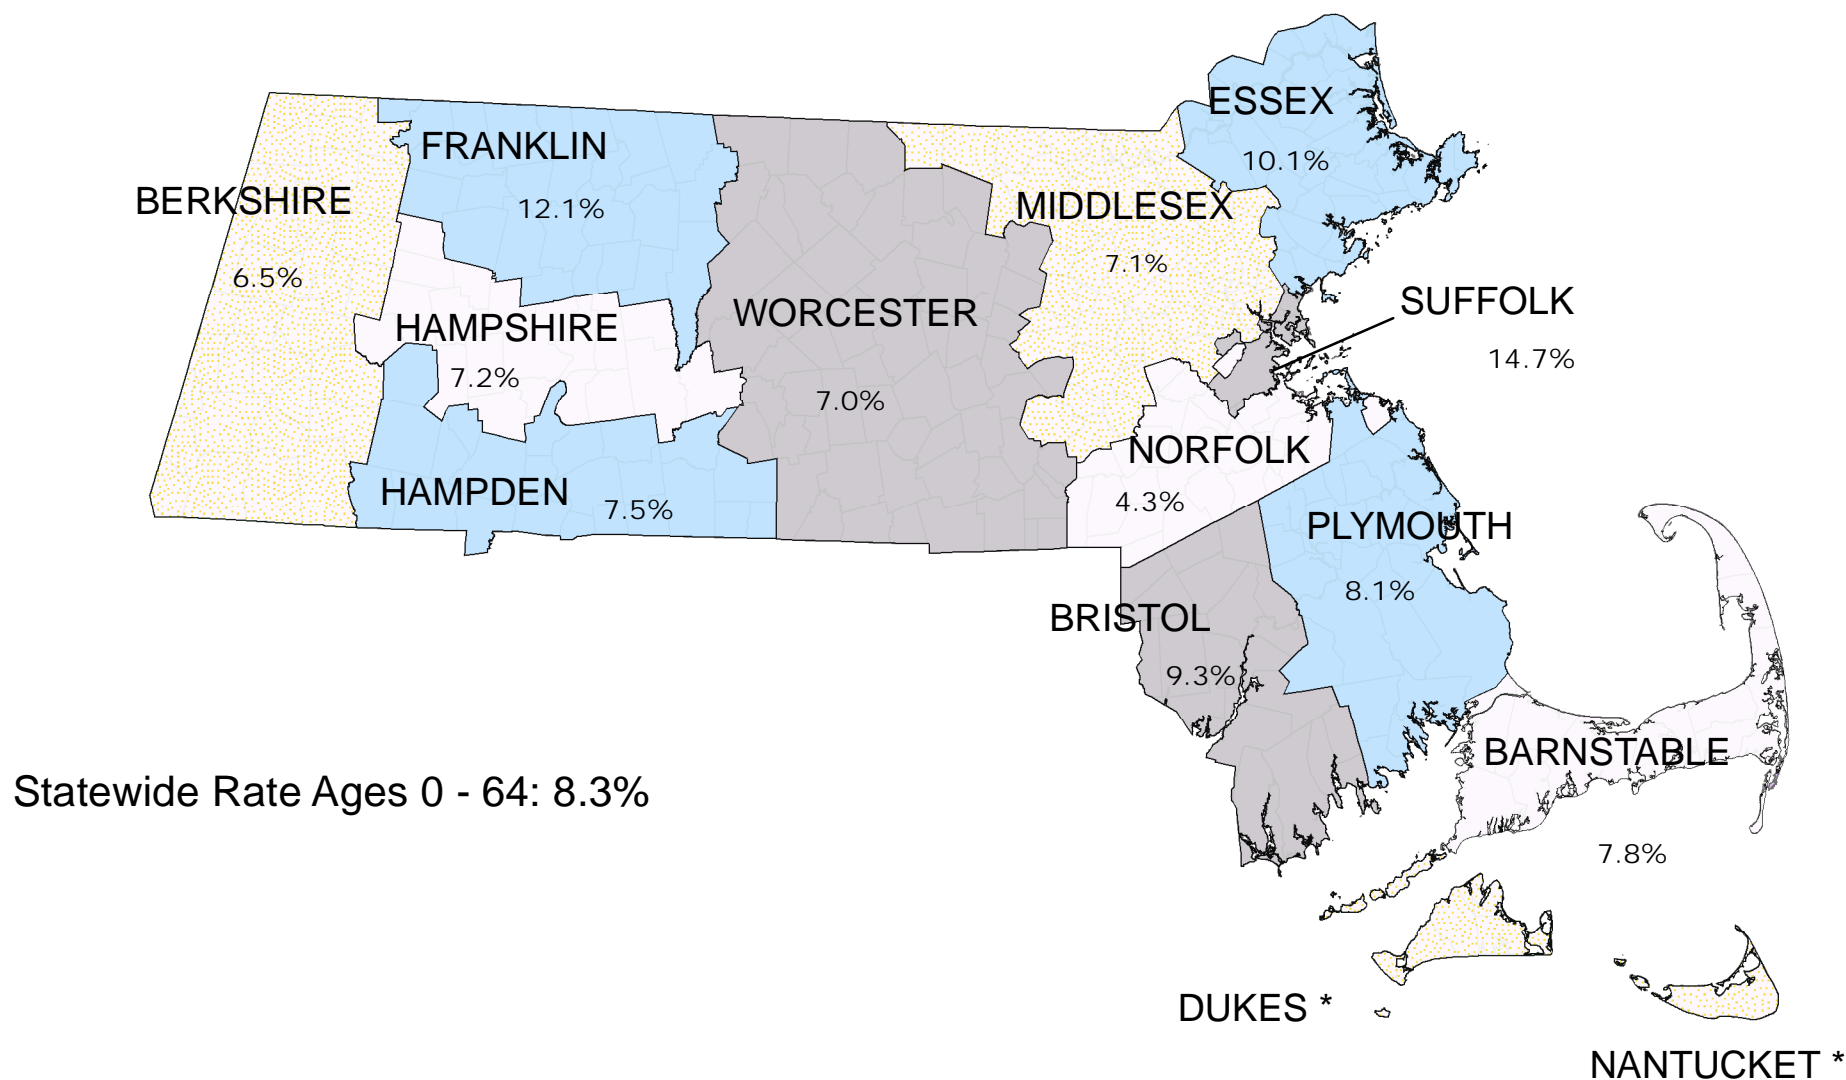 ESSEX
10.1%
FRANKLIN
12.1%
BERKSHIRE
6.5%
MIDDLESEX
7.1%
SUFFOLK
14.7%
WORCESTER
7.0%
HAMPSHIRE
7.2%
NORFOLK
4.3%
HAMPDEN
7.5%
PLYMOUTH
8.1%
BRISTOL
9.3%
BARNSTABLE
7.8%
Statewide Rate Ages 0 - 64: 8.3%
DUKES *
NANTUCKET *